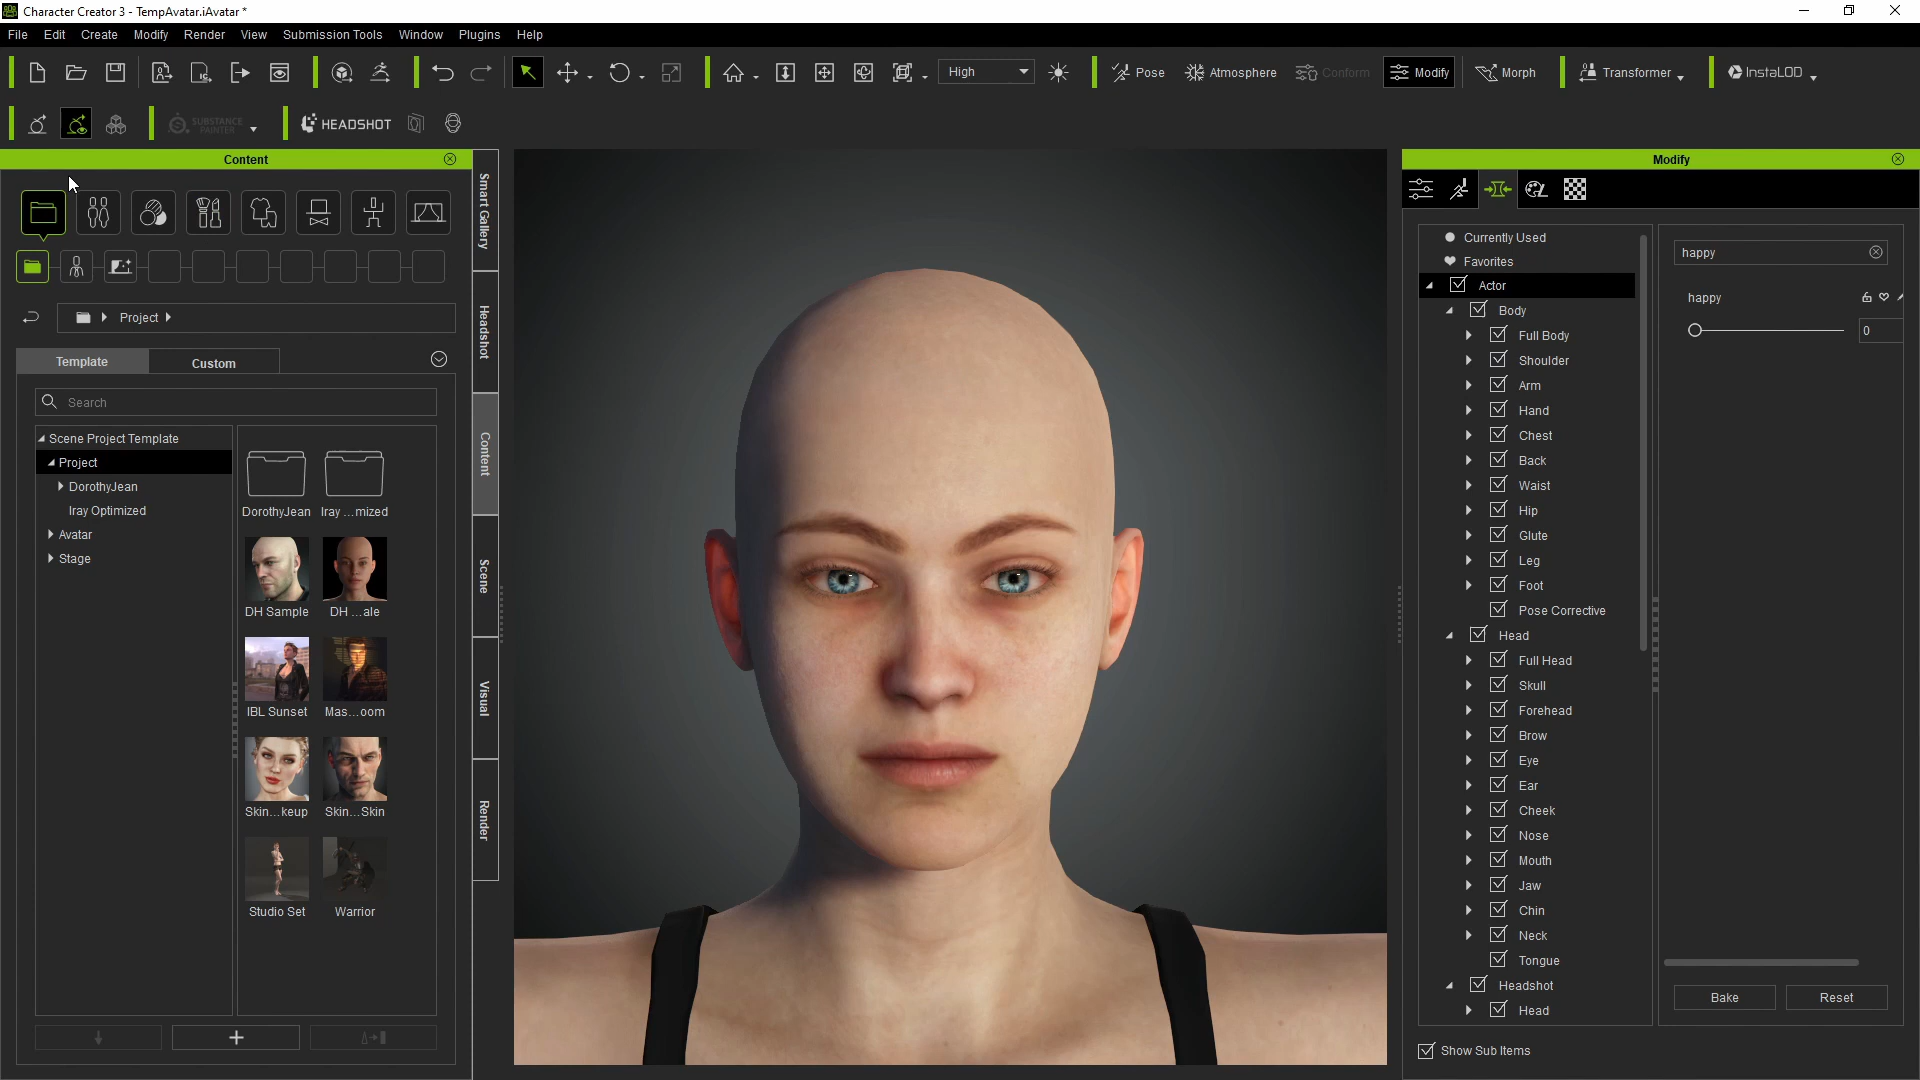 Character Creator 3 - TempAvatar.iAvatar *
File Edit Create Modify Render View Submission Tools Window Plugins Help
High Pose Atmosphere Conform Modify Morph Transformer InstaLOD
SUBSTANCE PAINTER HEADSHOT
Content
Project
Template Custom
Search
Scene Project Template
Project
DorothyJean
Iray Optimized
Avatar
Stage
DorothyJean Iray ...mized
DH Sample DH ...ale
IBL Sunset Mas...oom
Skin...keup Skin...Skin
Studio Set Warrior
Smart Gallery
Headshot
Content
Scene
Visual
Render
Modify
Currently Used
Favorites
Actor
Body
Full Body
Shoulder
Arm
Hand
Chest
Back
Waist
Hip
Glute
Leg
Foot
Pose Corrective
Head
Full Head
Skull
Forehead
Brow
Eye
Ear
Cheek
Nose
Mouth
Jaw
Chin
Neck
Tongue
Headshot
Head
Show Sub Items
happy
happy
0
Bake Reset